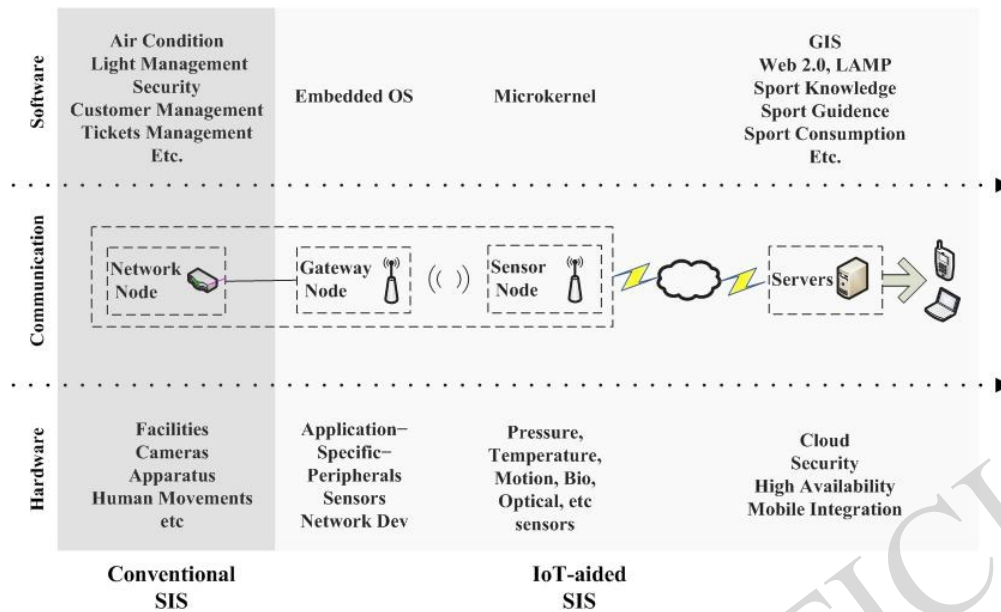 Software
Air Condition
Light Management
Security
Customer Management
Tickets Management
Etc.
Embedded OS
Microkernel
GIS
Web 2.0, LAMP
Sport Knowledge
Sport Guidence
Sport Consumption
Etc.
Communication
Network
Node
Gateway
Node
Sensor
Node
Servers
Hardware
Facilities
Cameras
Apparatus
Human Movements
etc
Application–
Specific–
Peripherals
Sensors
Network Dev
Pressure,
Temperature,
Motion, Bio,
Optical, etc
sensors
Cloud
Security
High Availability
Mobile Integration
Conventional
SIS
IoT-aided
SIS